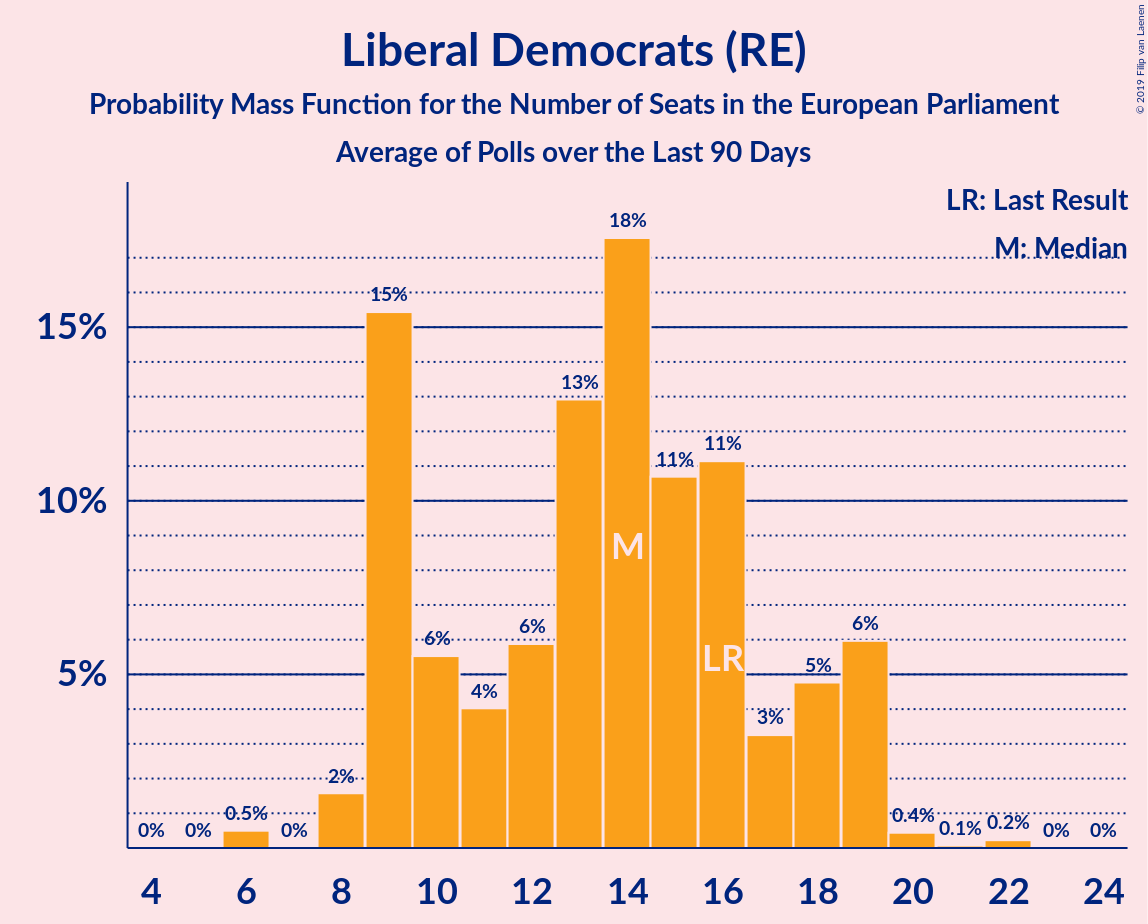 Liberal Democrats (RE)
Probability Mass Function for the Number of Seats in the European Parliament
Average of Polls over the Last 90 Days
© 2019 Filip van Laenen
LR: Last Result
M: Median
15%
10%
5%
0%
0%
0.5%
0%
2%
15%
6%
4%
6%
13%
18%
11%
11%
3%
5%
6%
0.4%
0.1%
0.2%
0%
0%
M
LR
4 6 8 10 12 14 16 18 20 22 24